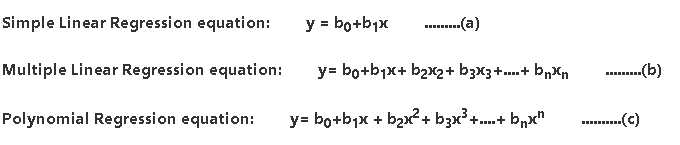 Simple Linear Regression equation: y = b₀+b₁x .........(a)
Multiple Linear Regression equation: y= b₀+b₁x+ b₂x₂+ b₃x₃+....+ bₙxₙ .........(b)
Polynomial Regression equation: y= b₀+b₁x + b₂x²+ b₃x³+....+ bₙxⁿ ..........(c)